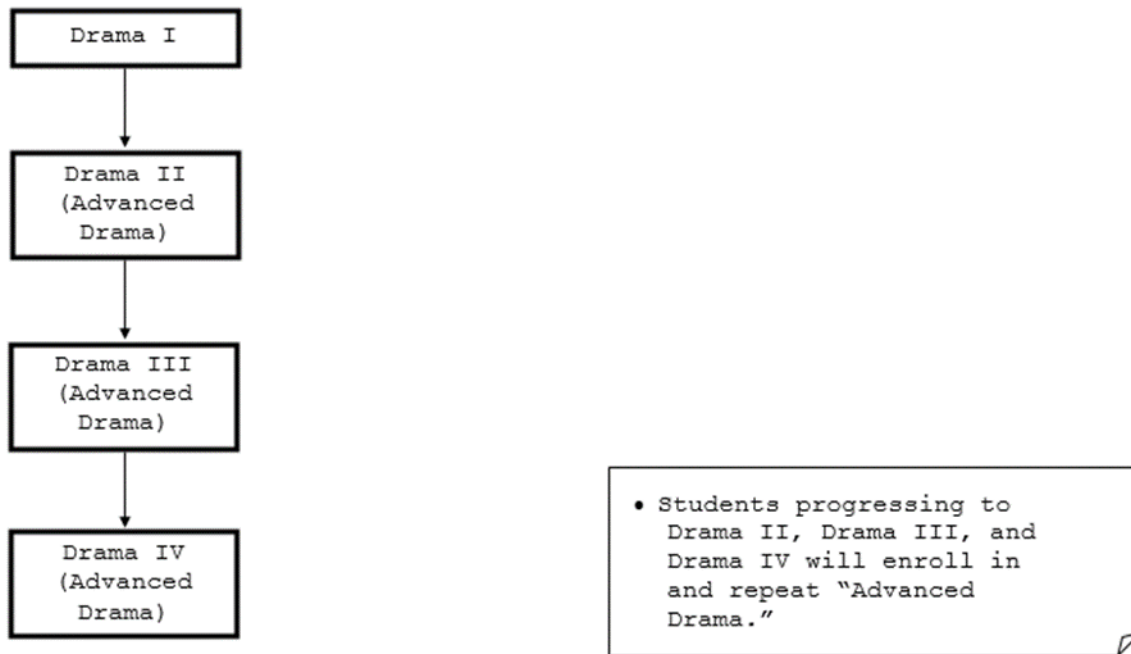 Drama I
Drama II
(Advanced
Drama)
Drama III
(Advanced
Drama)
Drama IV
(Advanced
Drama)
• Students progressing to
Drama II, Drama III, and
Drama IV will enroll in
and repeat “Advanced
Drama.”